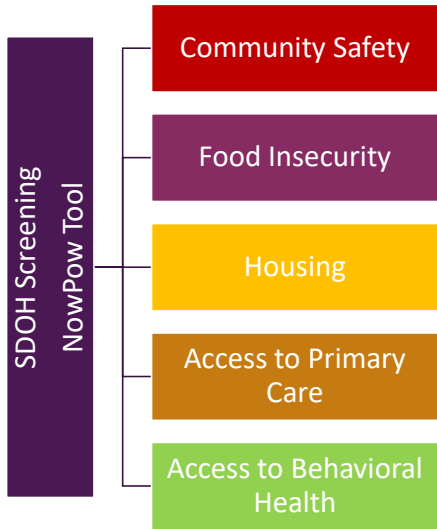 SDOH Screening
NowPow Tool
Community Safety
Food Insecurity
Housing
Access to Primary
Care
Access to Behavioral
Health